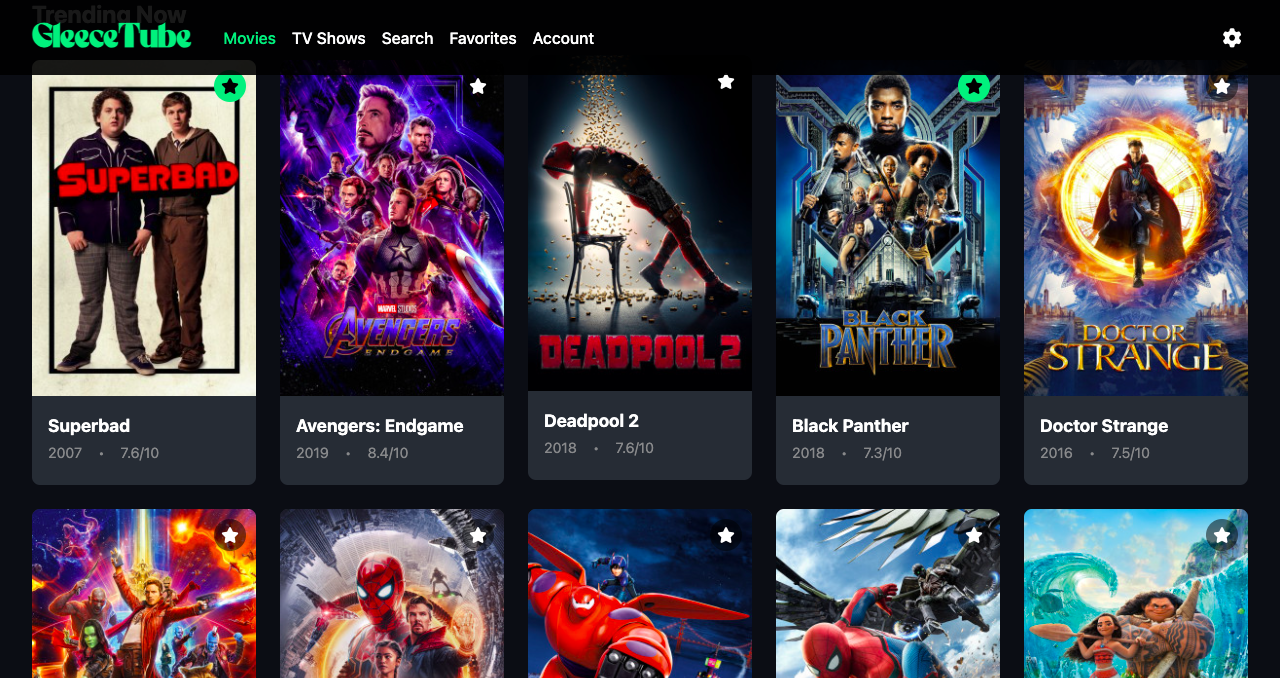 Trending Now
GleeceTube
Movies TV Shows Search Favorites Account
SUPERBAD
MARVEL STUDIOS
AVENGERS
ENDGAME
DEADPOOL 2
BLACK
PANTHER
DOCTOR
STRANGE
Superbad
2007 • 7.6/10
Avengers: Endgame
2019 • 8.4/10
Deadpool 2
2018 • 7.6/10
Black Panther
2018 • 7.3/10
Doctor Strange
2016 • 7.5/10